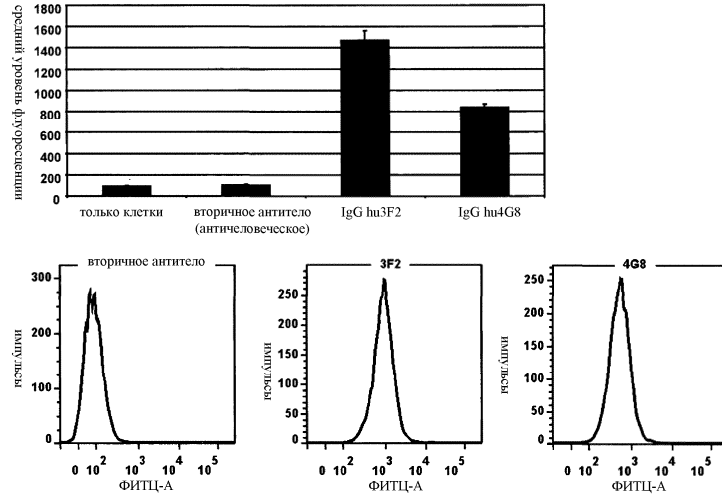 средний уровень флуоресценции
1800
1600
1400
1200
1000
800
600
400
200
0
только клетки
вторичное антитело
(античеловеческое)
IgG hu3F2
IgG hu4G8
вторичное антитело
импульсы
300
200
100
0
0 10² 10³ 10⁴ 10⁵
ФИТЦ-А
3F2
импульсы
250
200
150
100
50
0
0 10² 10³ 10⁴ 10⁵
ФИТЦ-А
4G8
импульсы
250
200
150
100
50
0
0 10² 10³ 10⁴ 10⁵
ФИТЦ-А